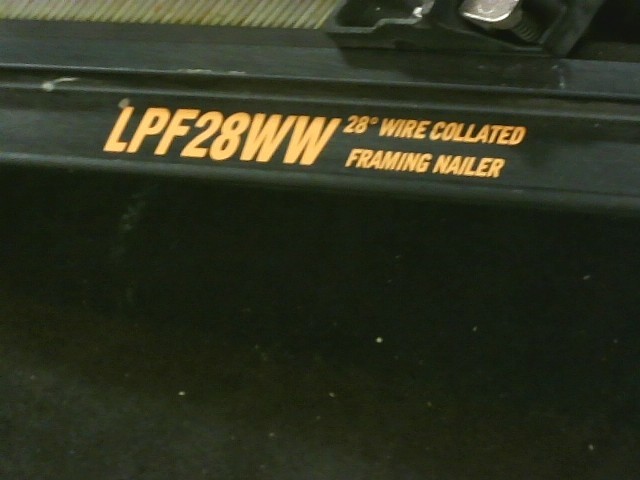 LPF28WW
28° WIRE COLLATED
FRAMING NAILER